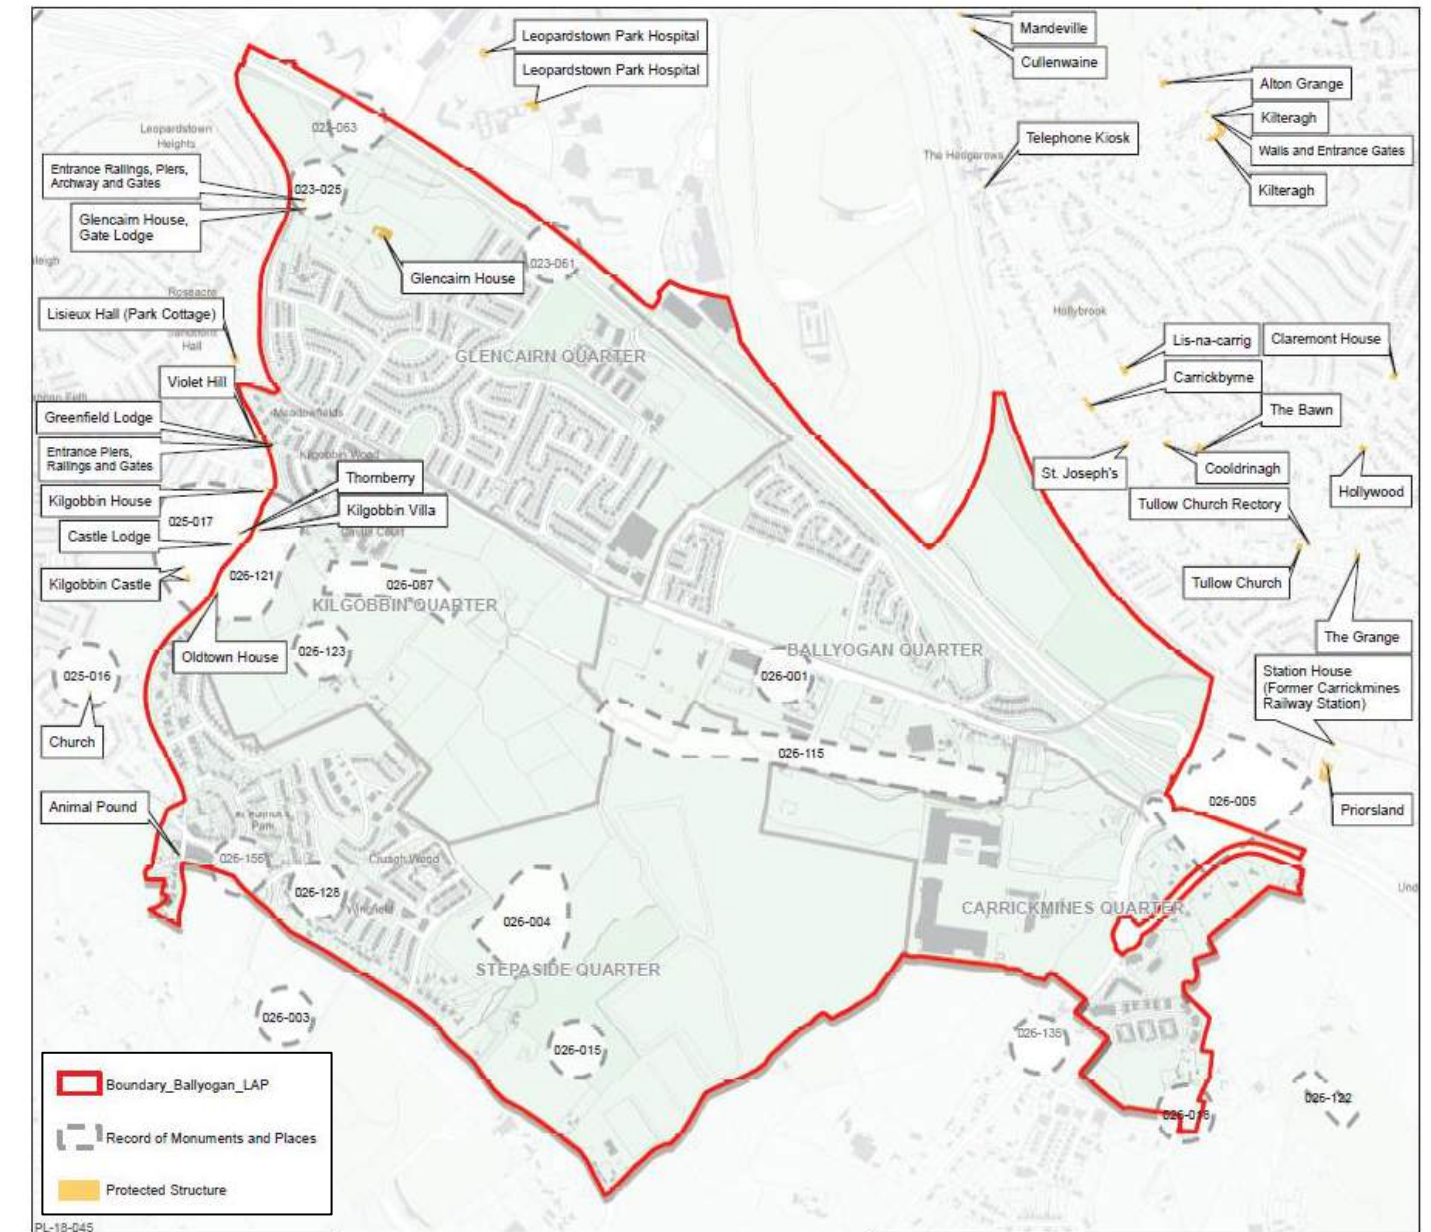 Leopardstown Park Hospital
Mandeville
Cullenwaine
Leopardstown Park Hospital
Alton Grange
Kilteragh
Walls and Entrance Gates
Kilteragh
Telephone Kiosk
The Hedgerows
Leopardstown
Heights
023-063
Entrance Railings, Piers,
Archway and Gates
023-025
Glencairn House,
Gate Lodge
Glencairn House
023-061
Roseacre
Lisieux Hall (Park Cottage)
Sandford
Hall
Hollybrook
GLENCAIRN QUARTER
Lis-na-carrig
Claremont House
Violet Hill
Carrickbyrne
Greenfield Lodge
Meadowfields
The Bawn
Entrance Piers,
Railings and Gates
Kilgobbin Wood
St. Joseph's
Cooldrinagh
Thornberry
Hollywood
Kilgobbin House
Kilgobbin Villa
Tullow Church Rectory
025-017
Castle Lodge
Castle Court
Kilgobbin Castle
026-121
026-087
Tullow Church
KILGOBBIN QUARTER
The Grange
Oldtown House
026-123
BALLYOGAN QUARTER
025-016
026-001
Station House
(Former Carrickmines
Railway Station)
Church
026-115
026-005
Priorsland
Animal Pound
Park
026-156
Cruagh Wood
026-128
Wingfield
Und
026-004
CARRICKMINES QUARTER
STEPASIDE QUARTER
026-003
026-015
026-135
026-122
026-016
Boundary_Ballyogan_LAP
Record of Monuments and Places
Protected Structure
PL-18-045